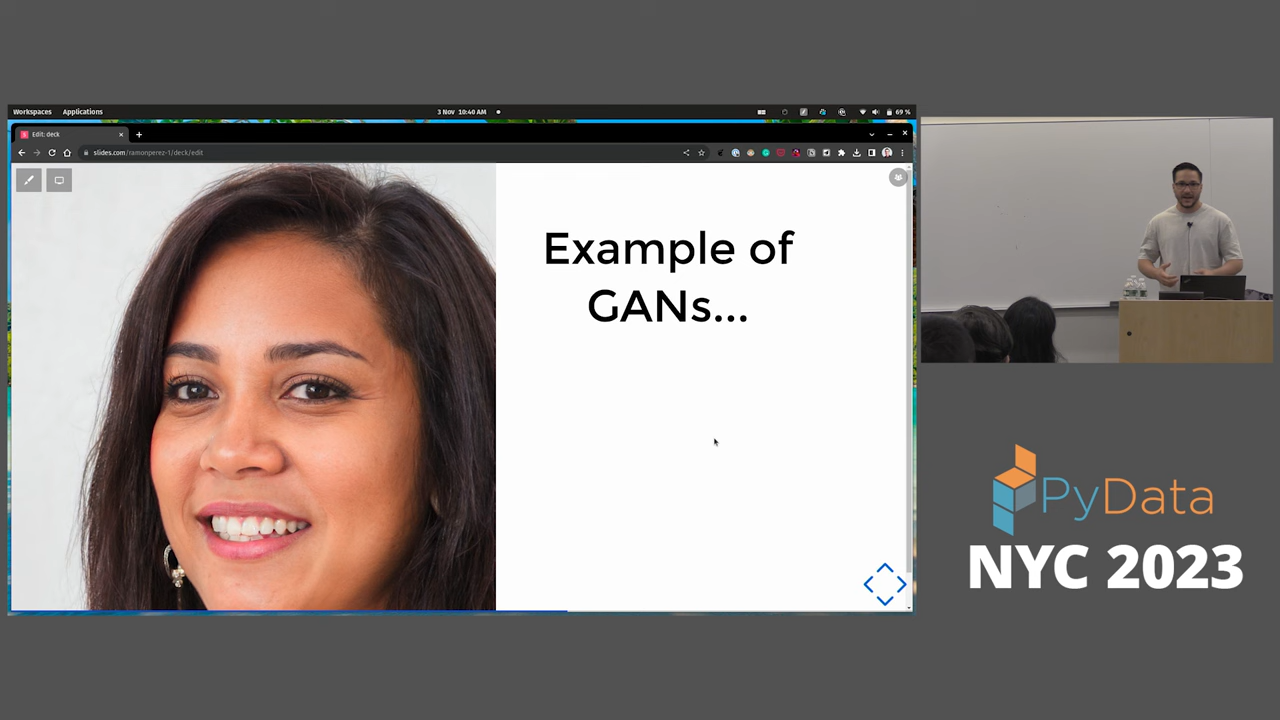 Workspaces Applications 3 Nov 10:40 AM 69 %
Edit: deck
slides.com/ramonperez-1/deck/edit
Example of
GANs...
PyData
NYC 2023